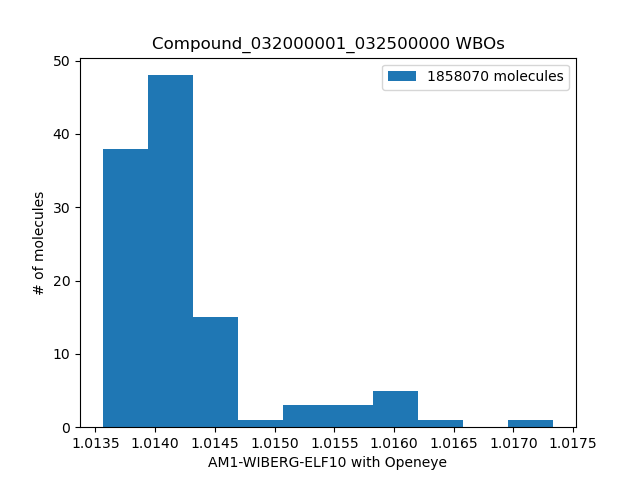 Compound_032000001_032500000 WBOs
1858070 molecules
# of molecules
50
40
30
20
10
0
1.0135 1.0140 1.0145 1.0150 1.0155 1.0160 1.0165 1.0170 1.0175
AM1-WIBERG-ELF10 with Openeye